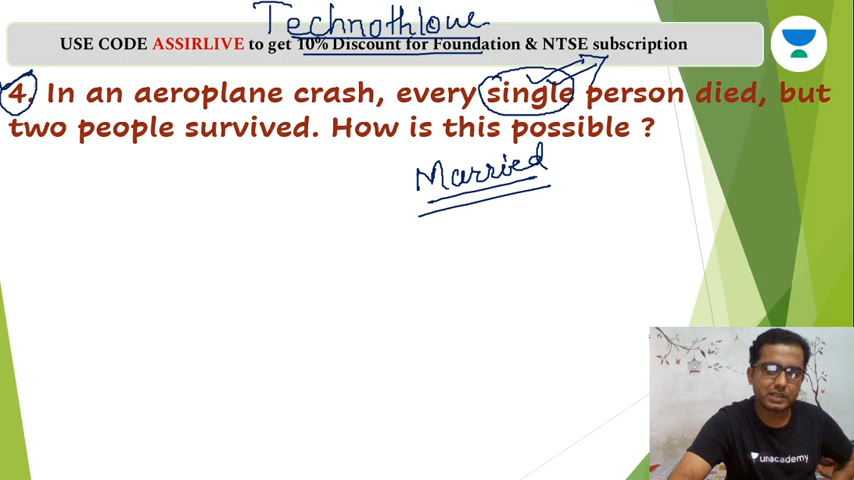 Technothlone
USE CODE ASSIRLIVE to get 10% Discount for Foundation & NTSE subscription
4. In an aeroplane crash, every single person died, but
two people survived. How is this possible ?
Married
unacademy